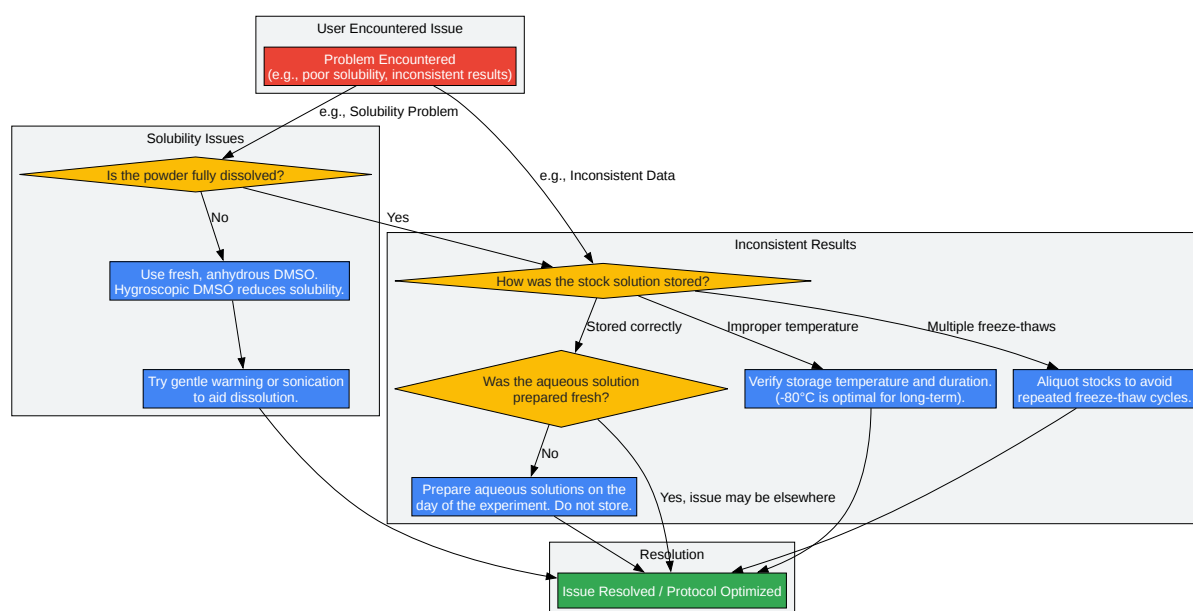 User Encountered Issue
Problem Encountered
(e.g., poor solubility, inconsistent results)
e.g., Solubility Problem
Solubility Issues
Is the powder fully dissolved?
e.g., Inconsistent Data
No
Yes
Inconsistent Results
Use fresh, anhydrous DMSO.
Hygroscopic DMSO reduces solubility.
How was the stock solution stored?
Stored correctly
Improper temperature
Multiple freeze-thaws
Try gentle warming or sonication
to aid dissolution.
Was the aqueous solution
prepared fresh?
Verify storage temperature and duration.
(-80°C is optimal for long-term).
Aliquot stocks to avoid
repeated freeze-thaw cycles.
No
Prepare aqueous solutions on the
day of the experiment. Do not store.
Yes, issue may be elsewhere
Resolution
Issue Resolved / Protocol Optimized